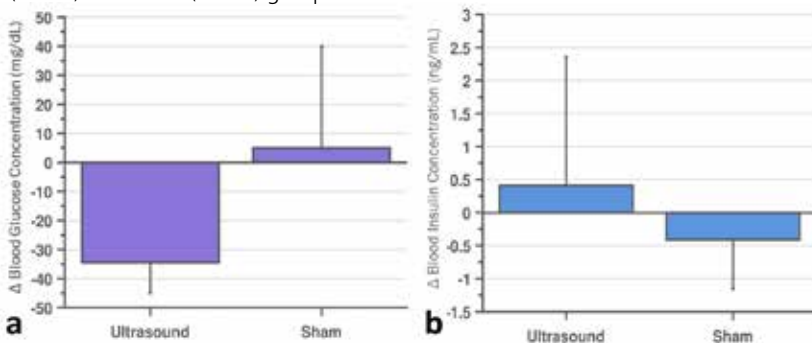 50
40
30
20
10
0
-10
-20
-30
-40
-50
Δ Blood Glucose Concentration (mg/dL)
Ultrasound
Sham
a
3
2.5
2
1.5
1
0.5
0
-0.5
-1
-1.5
Δ Blood Insulin Concentration (ng/mL)
Ultrasound
Sham
b